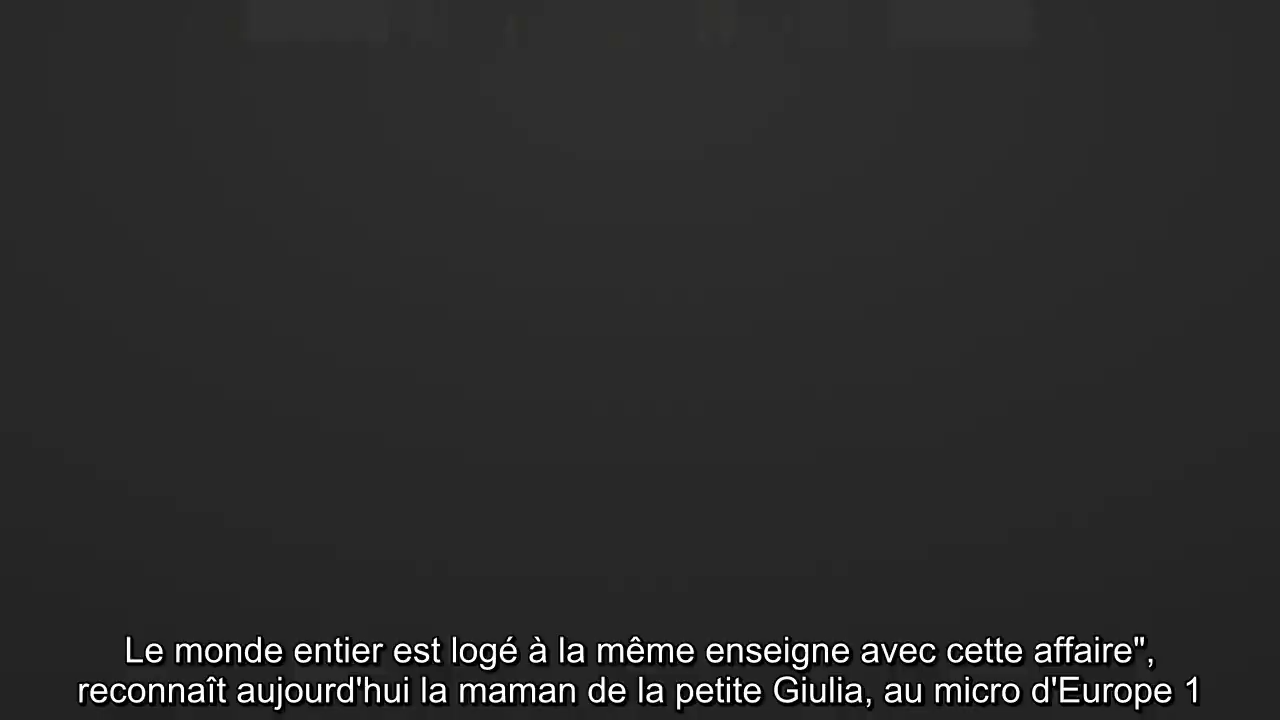 Le monde entier est logé à la même enseigne avec cette affaire",
reconnaît aujourd'hui la maman de la petite Giulia, au micro d'Europe 1